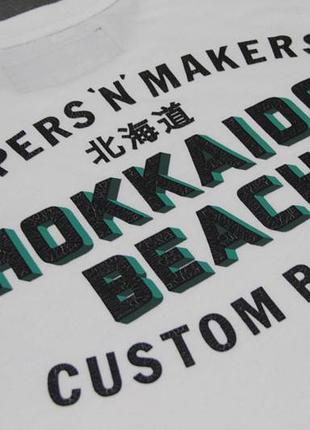 PERS 'N' MAKERS
北海道
HOKKAIDO
BEACH
CUSTOM